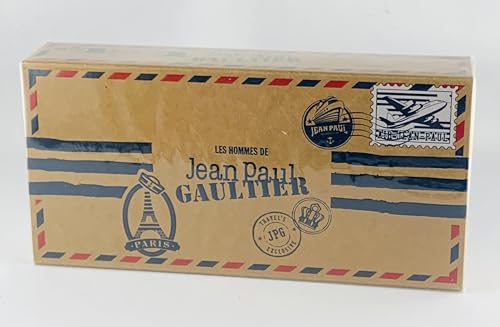 JEAN PAUL
LES HOMMES DE
Jean Paul
GAULTIER
PARIS
TRAVEL'S
JPG
EXCLUSIVE